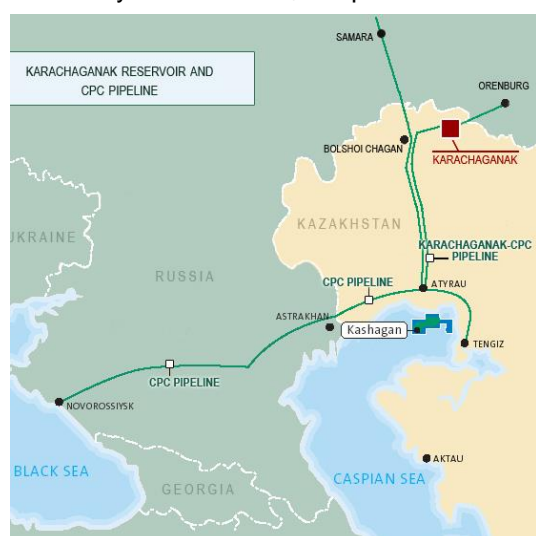 SAMARA
KARACHAGANAK RESERVOIR AND
CPC PIPELINE
ORENBURG
BOLSHOI CHAGAN
KARACHAGANAK
KAZAKHSTAN
UKRAINE
KARACHAGANAK-CPC
PIPELINE
RUSSIA
CPC PIPELINE
ATYRAU
ASTRAKHAN
Kashagan
TENGIZ
CPC PIPELINE
NOVOROSSIYSK
AKTAU
BLACK SEA
CASPIAN SEA
GEORGIA